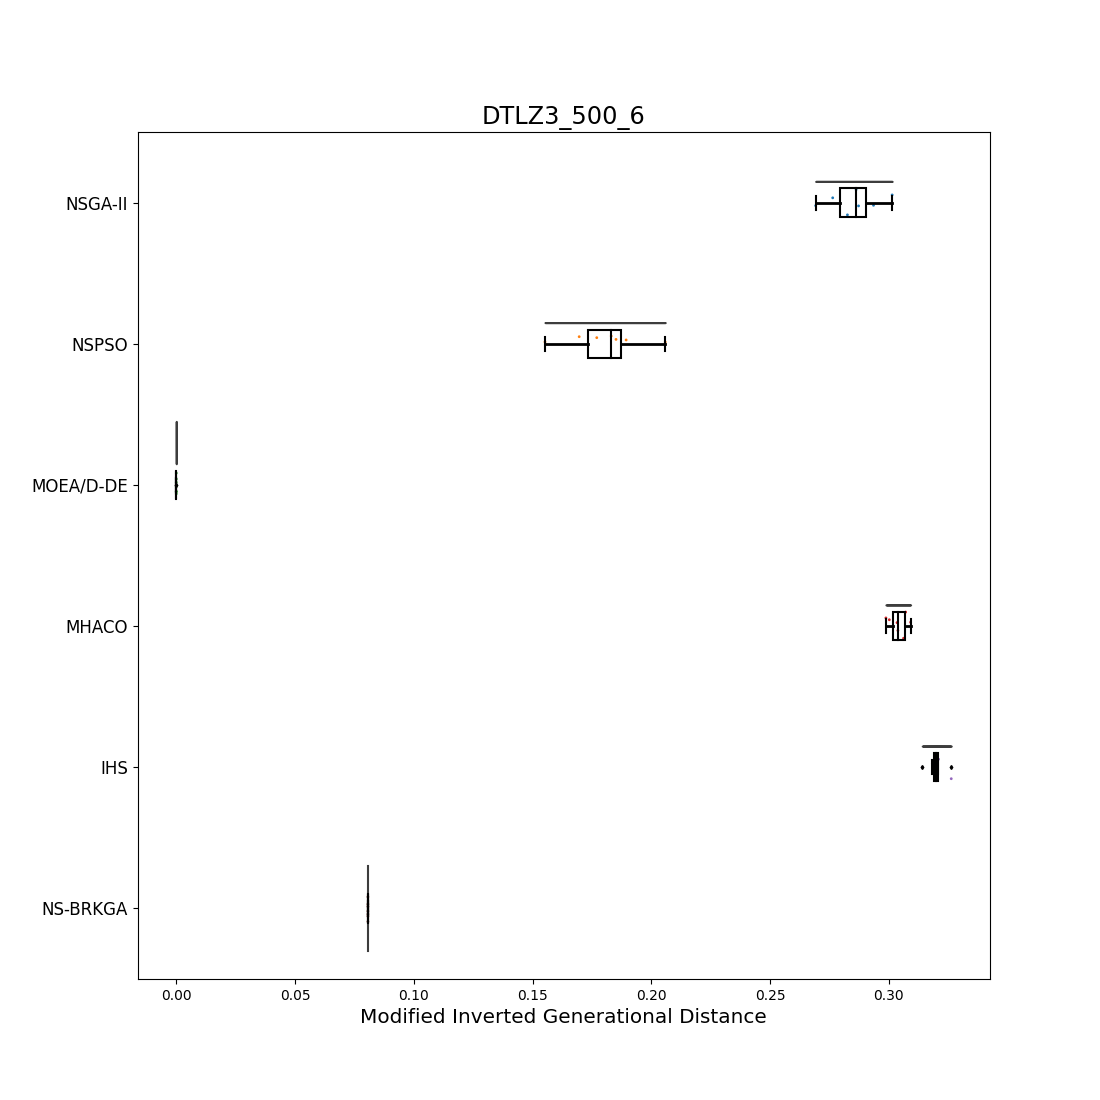 DTLZ3_500_6
NSGA-II
NSPSO
MOEA/D-DE
MHACO
IHS
NS-BRKGA
0.00 0.05 0.10 0.15 0.20 0.25 0.30
Modified Inverted Generational Distance